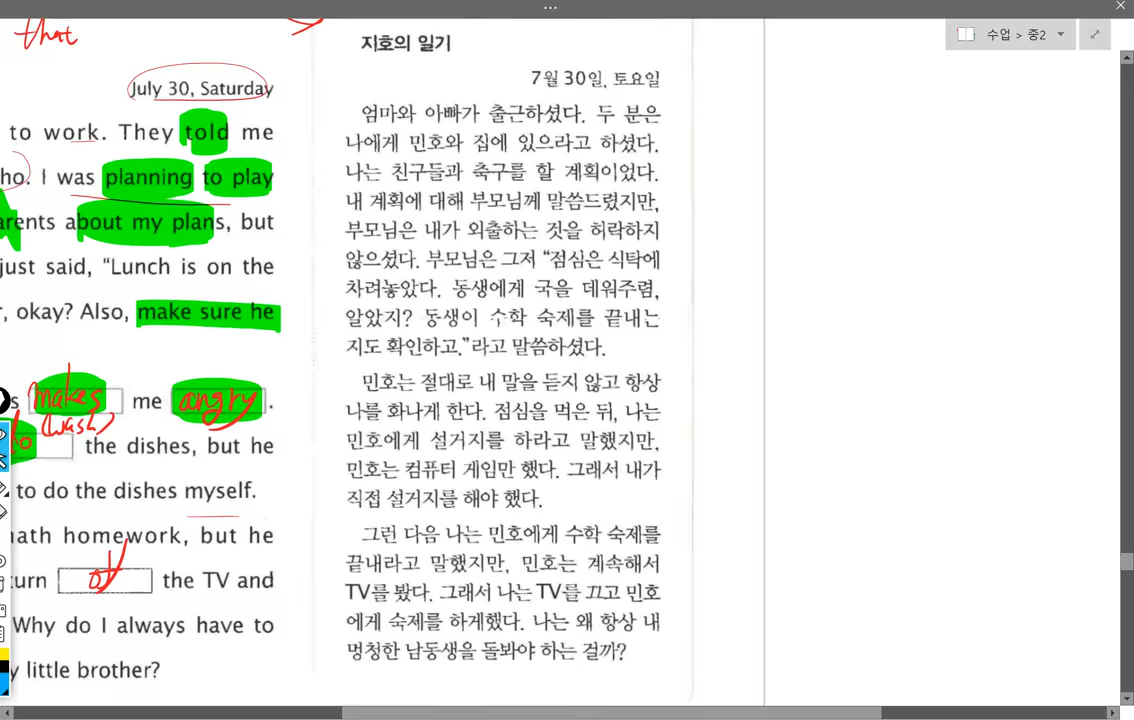 수업 > 중2
that
July 30, Saturday
to work. They told me
ho. I was planning to play
arents about my plans, but
just said, “Lunch is on the
, okay? Also, make sure he
s makes me angry.
(wash)
to the dishes, but he
to do the dishes myself.
ath homework, but he
turn the TV and
Why do I always have to
y little brother?
지호의 일기
7월 30일, 토요일
엄마와 아빠가 출근하셨다. 두 분은
나에게 민호와 집에 있으라고 하셨다.
나는 친구들과 축구를 할 계획이었다.
내 계획에 대해 부모님께 말씀드렸지만,
부모님은 내가 외출하는 것을 허락하지
않으셨다. 부모님은 그저 “점심은 식탁에
차려놓았다. 동생에게 국을 데워주렴,
알았지? 동생이 수학 숙제를 끝내는
지도 확인하고.”라고 말씀하셨다.
민호는 절대로 내 말을 듣지 않고 항상
나를 화나게 한다. 점심을 먹은 뒤, 나는
민호에게 설거지를 하라고 말했지만,
민호는 컴퓨터 게임만 했다. 그래서 내가
직접 설거지를 해야 했다.
그런 다음 나는 민호에게 수학 숙제를
끝내라고 말했지만, 민호는 계속해서
TV를 봤다. 그래서 나는 TV를 끄고 민호
에게 숙제를 하게했다. 나는 왜 항상 내
멍청한 남동생을 돌봐야 하는 걸까?